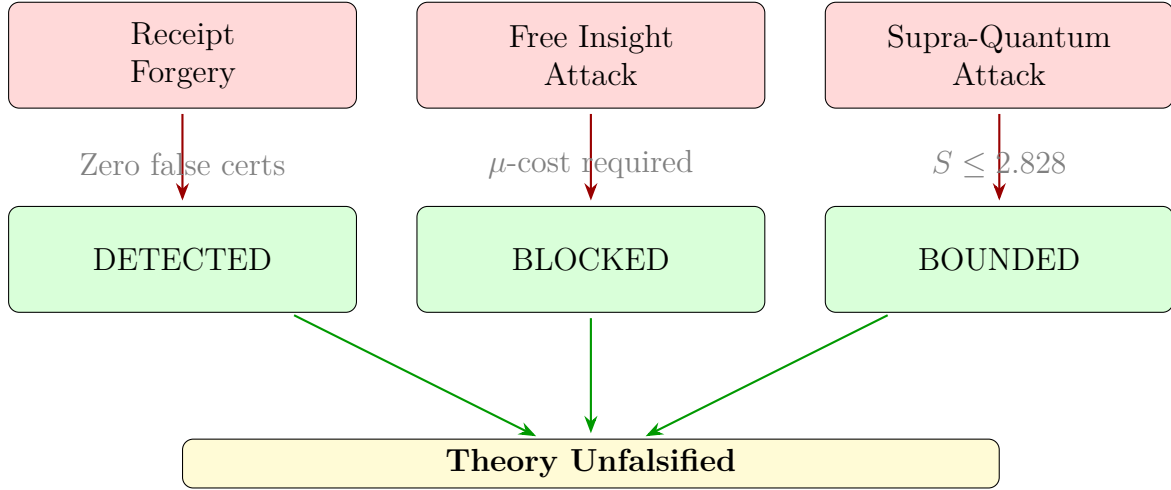 Receipt
Forgery
Free Insight
Attack
Supra-Quantum
Attack
Zero false certs
μ-cost required
S ≤ 2.828
DETECTED
BLOCKED
BOUNDED
Theory Unfalsified